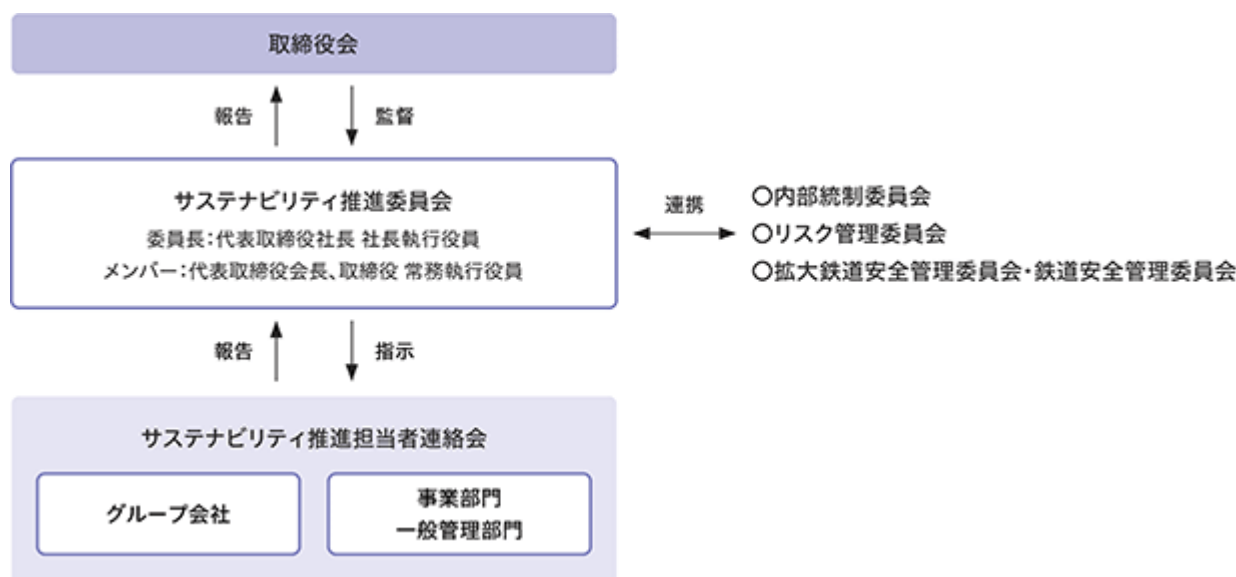 取締役会
報告
監督
サステナビリティ推進委員会
委員長：代表取締役社長 社長執行役員
メンバー：代表取締役会長、取締役 常務執行役員
連携
○内部統制委員会
○リスク管理委員会
○拡大鉄道安全管理委員会・鉄道安全管理委員会
報告
指示
サステナビリティ推進担当者連絡会
グループ会社
事業部門
一般管理部門